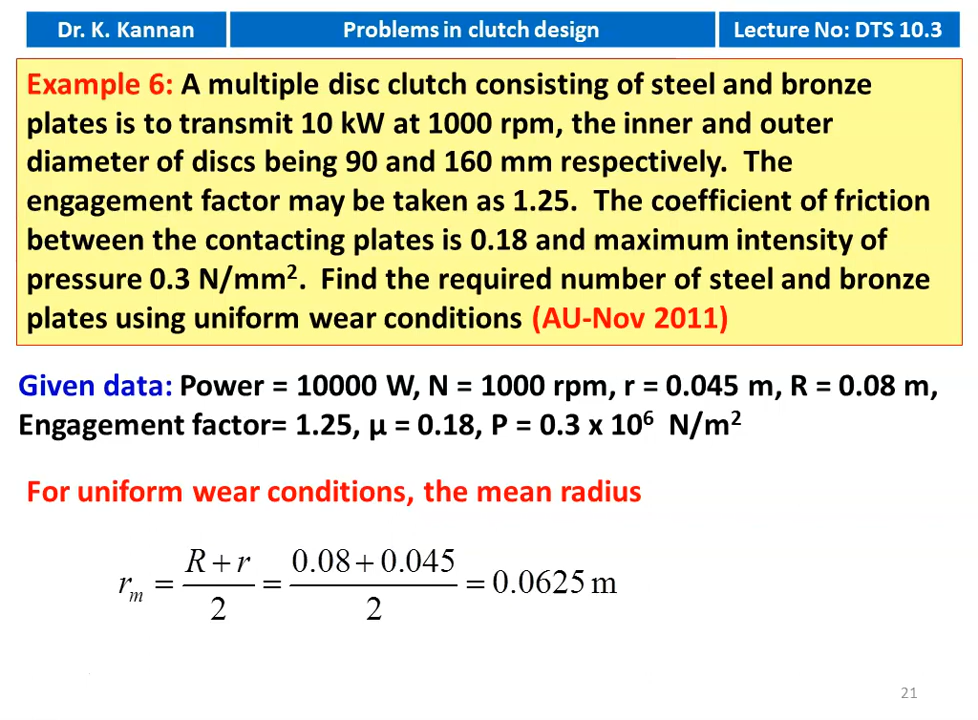 Dr. K. Kannan
Problems in clutch design
Lecture No: DTS 10.3
Example 6: A multiple disc clutch consisting of steel and bronze
plates is to transmit 10 kW at 1000 rpm, the inner and outer
diameter of discs being 90 and 160 mm respectively. The
engagement factor may be taken as 1.25. The coefficient of friction
between the contacting plates is 0.18 and maximum intensity of
pressure 0.3 N/mm². Find the required number of steel and bronze
plates using uniform wear conditions (AU-Nov 2011)
Given data: Power = 10000 W, N = 1000 rpm, r = 0.045 m, R = 0.08 m,
Engagement factor= 1.25, μ = 0.18, P = 0.3 x 10⁶ N/m²
For uniform wear conditions, the mean radius
rₘ = (R + r)/2 = (0.08 + 0.045)/2 = 0.0625 m
21